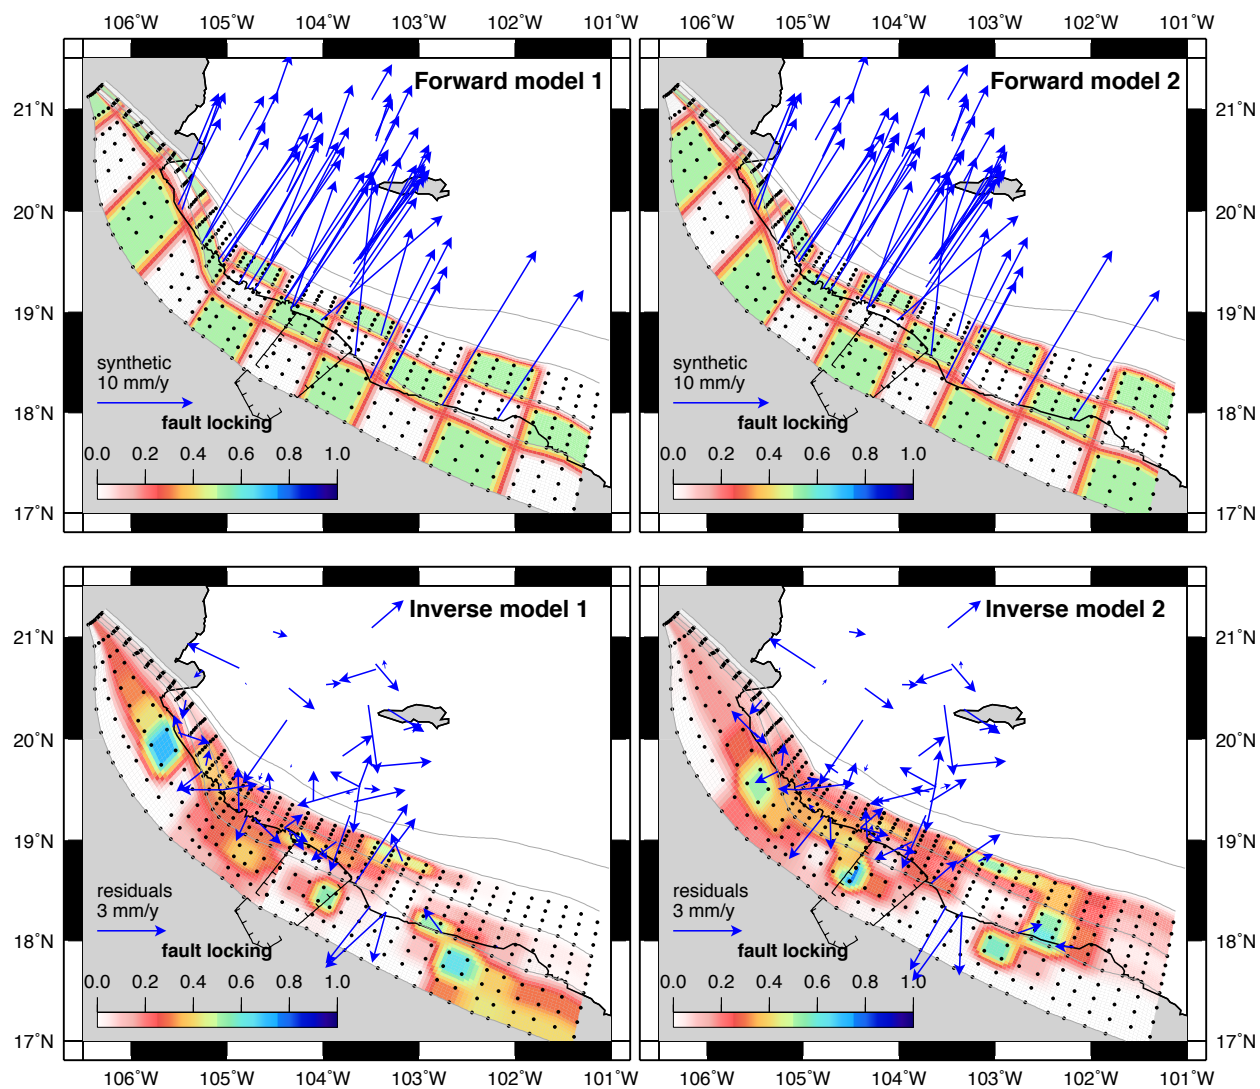 106˚W 105˚W 104˚W 103˚W 102˚W 101˚W 106˚W 105˚W 104˚W 103˚W 102˚W 101˚W
Forward model 1 Forward model 2
21˚N 21˚N
20˚N 20˚N
19˚N 19˚N
synthetic synthetic
10 mm/y 10 mm/y
18˚N 18˚N
fault locking fault locking
0.0 0.2 0.4 0.6 0.8 1.0 0.0 0.2 0.4 0.6 0.8 1.0
17˚N 17˚N
Inverse model 1 Inverse model 2
21˚N 21˚N
20˚N 20˚N
19˚N 19˚N
residuals residuals
3 mm/y 3 mm/y
18˚N 18˚N
fault locking fault locking
0.0 0.2 0.4 0.6 0.8 1.0 0.0 0.2 0.4 0.6 0.8 1.0
17˚N 17˚N
106˚W 105˚W 104˚W 103˚W 102˚W 101˚W 106˚W 105˚W 104˚W 103˚W 102˚W 101˚W